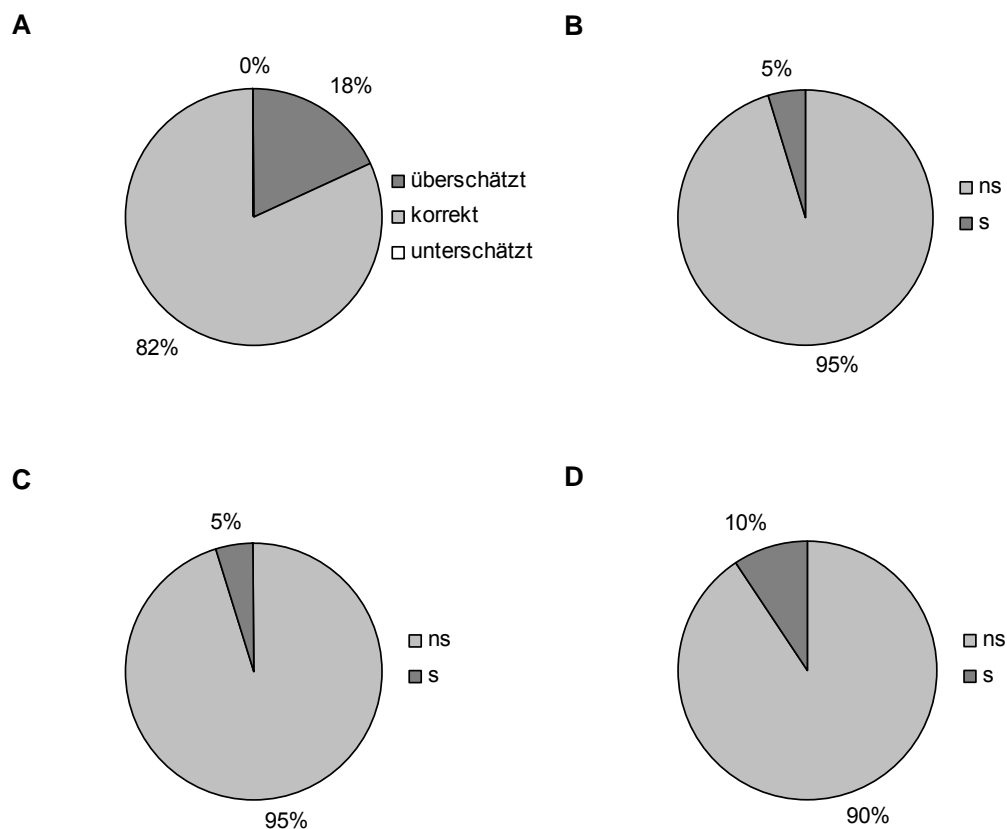 A
0%
18%
überschätzt
korrekt
unterschätzt
82%
B
5%
ns
s
95%
C
5%
ns
s
95%
D
10%
ns
s
90%